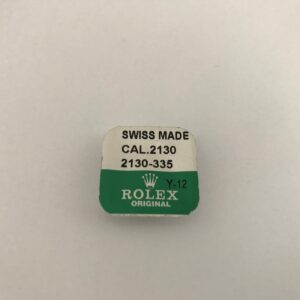 SWISS MADE
CAL.2130
2130-335
Y-12
ROLEX
ORIGINAL